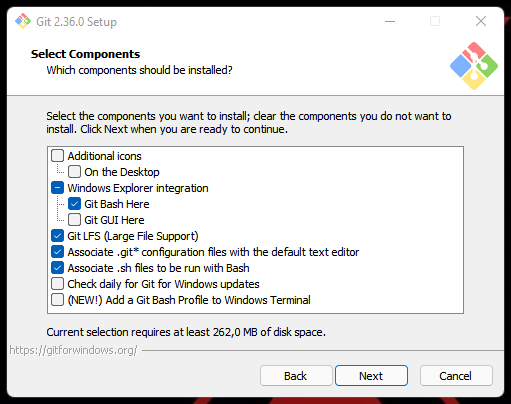 Git 2.36.0 Setup
Select Components
Which components should be installed?
Select the components you want to install; clear the components you do not want to
install. Click Next when you are ready to continue.
Additional icons
On the Desktop
Windows Explorer integration
Git Bash Here
Git GUI Here
Git LFS (Large File Support)
Associate .git* configuration files with the default text editor
Associate .sh files to be run with Bash
Check daily for Git for Windows updates
(NEW!) Add a Git Bash Profile to Windows Terminal
Current selection requires at least 262,0 MB of disk space.
https://gitforwindows.org/
Back Next Cancel